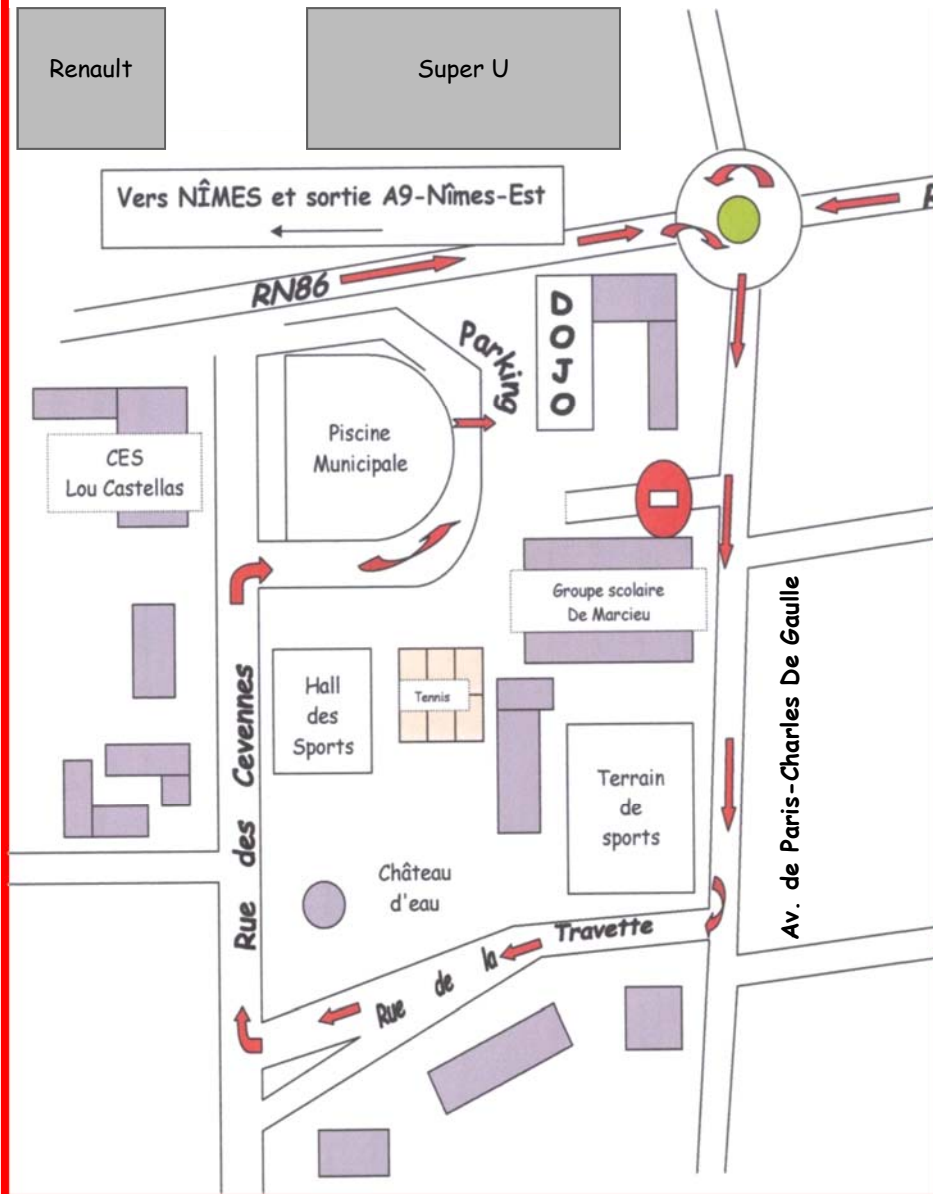 Renault
Super U
Vers NÎMES et sortie A9-Nîmes-Est
RN86
Parking
DOJO
Piscine
Municipale
CES
Lou Castellas
Groupe scolaire
De Marcieu
Hall
des
Sports
Tennis
Terrain
de
sports
Château
d'eau
Rue des Cevennes
Rue de la Travette
Av. de Paris-Charles De Gaulle